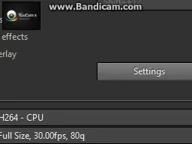 www.Bandicam.com
effects
erlay
Settings
H264 - CPU
Full Size, 30.00fps, 80q